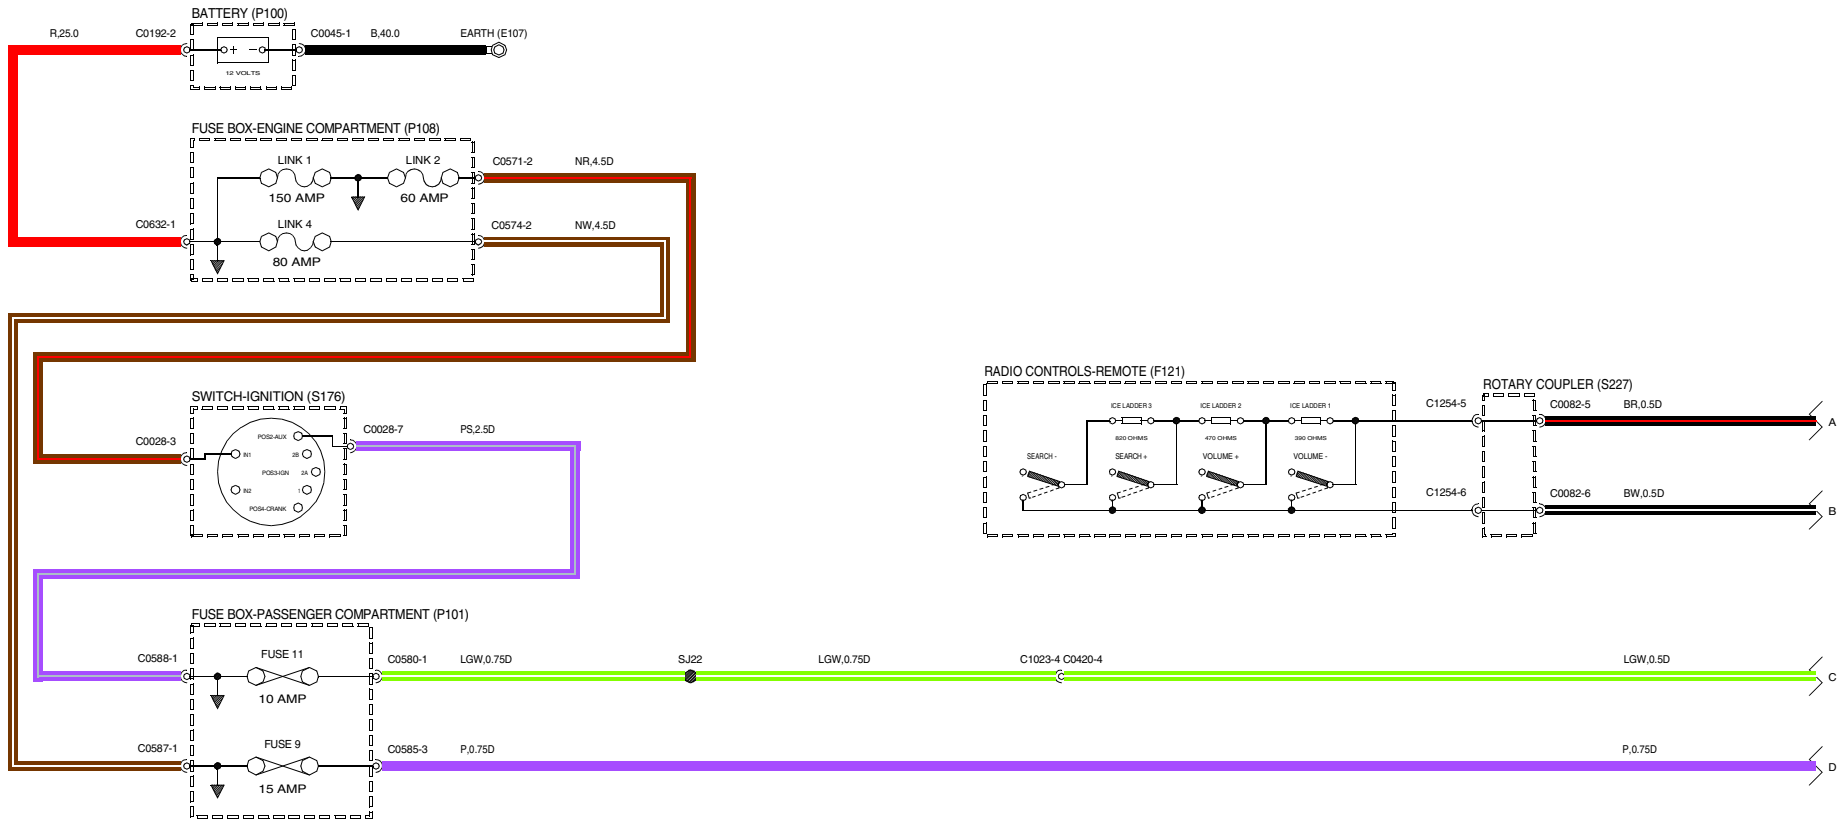 BATTERY (P100)
R,25.0
C0192-2
+ −
12 VOLTS
C0045-1
B,40.0
EARTH (E107)
FUSE BOX-ENGINE COMPARTMENT (P108)
LINK 1
150 AMP
LINK 2
60 AMP
C0571-2
NR,4.5D
C0632-1
LINK 4
80 AMP
C0574-2
NW,4.5D
SWITCH-IGNITION (S176)
C0028-3
POS2-AUX
IN1
2B
POS3-IGN
2A
IN2
1
POS4-CRANK
C0028-7
PS,2.5D
RADIO CONTROLS-REMOTE (F121)
ICE LADDER 3
ICE LADDER 2
ICE LADDER 1
820 OHMS
470 OHMS
390 OHMS
SEARCH -
SEARCH +
VOLUME +
VOLUME -
C1254-5
C1254-6
ROTARY COUPLER (S227)
C0082-5
BR,0.5D
A
C0082-6
BW,0.5D
B
FUSE BOX-PASSENGER COMPARTMENT (P101)
C0588-1
FUSE 11
10 AMP
C0580-1
LGW,0.75D
SJ22
LGW,0.75D
C1023-4 C0420-4
LGW,0.5D
C
C0587-1
FUSE 9
15 AMP
C0585-3
P,0.75D
P,0.75D
D